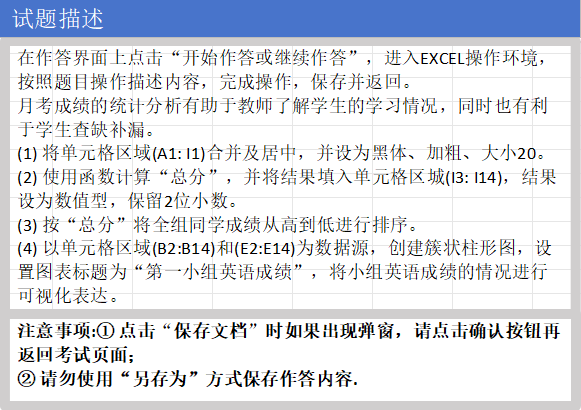 试题描述
在作答界面上点击“开始作答或继续作答”，进入EXCEL操作环境，
按照题目操作描述内容，完成操作，保存并返回。
月考成绩的统计分析有助于教师了解学生的学习情况，同时也有利
于学生查缺补漏。
(1) 将单元格区域(A1: I1)合并及居中，并设为黑体、加粗、大小20。
(2) 使用函数计算“总分”，并将结果填入单元格区城(I3: I14)，结果
设为数值型，保留2位小数。
(3) 按“总分”将全组同学成绩从高到低进行排序。
(4) 以单元格区域(B2:B14)和(E2:E14)为数据源，创建簇状柱形图，设
置图表标题为“第一小组英语成绩”，将小组英语成绩的情况进行
可视化表达。
注意事项:① 点击“保存文档”时如果出现弹窗，请点击确认按钮再
返回考试页面；
② 请勿使用“另存为”方式保存作答内容.